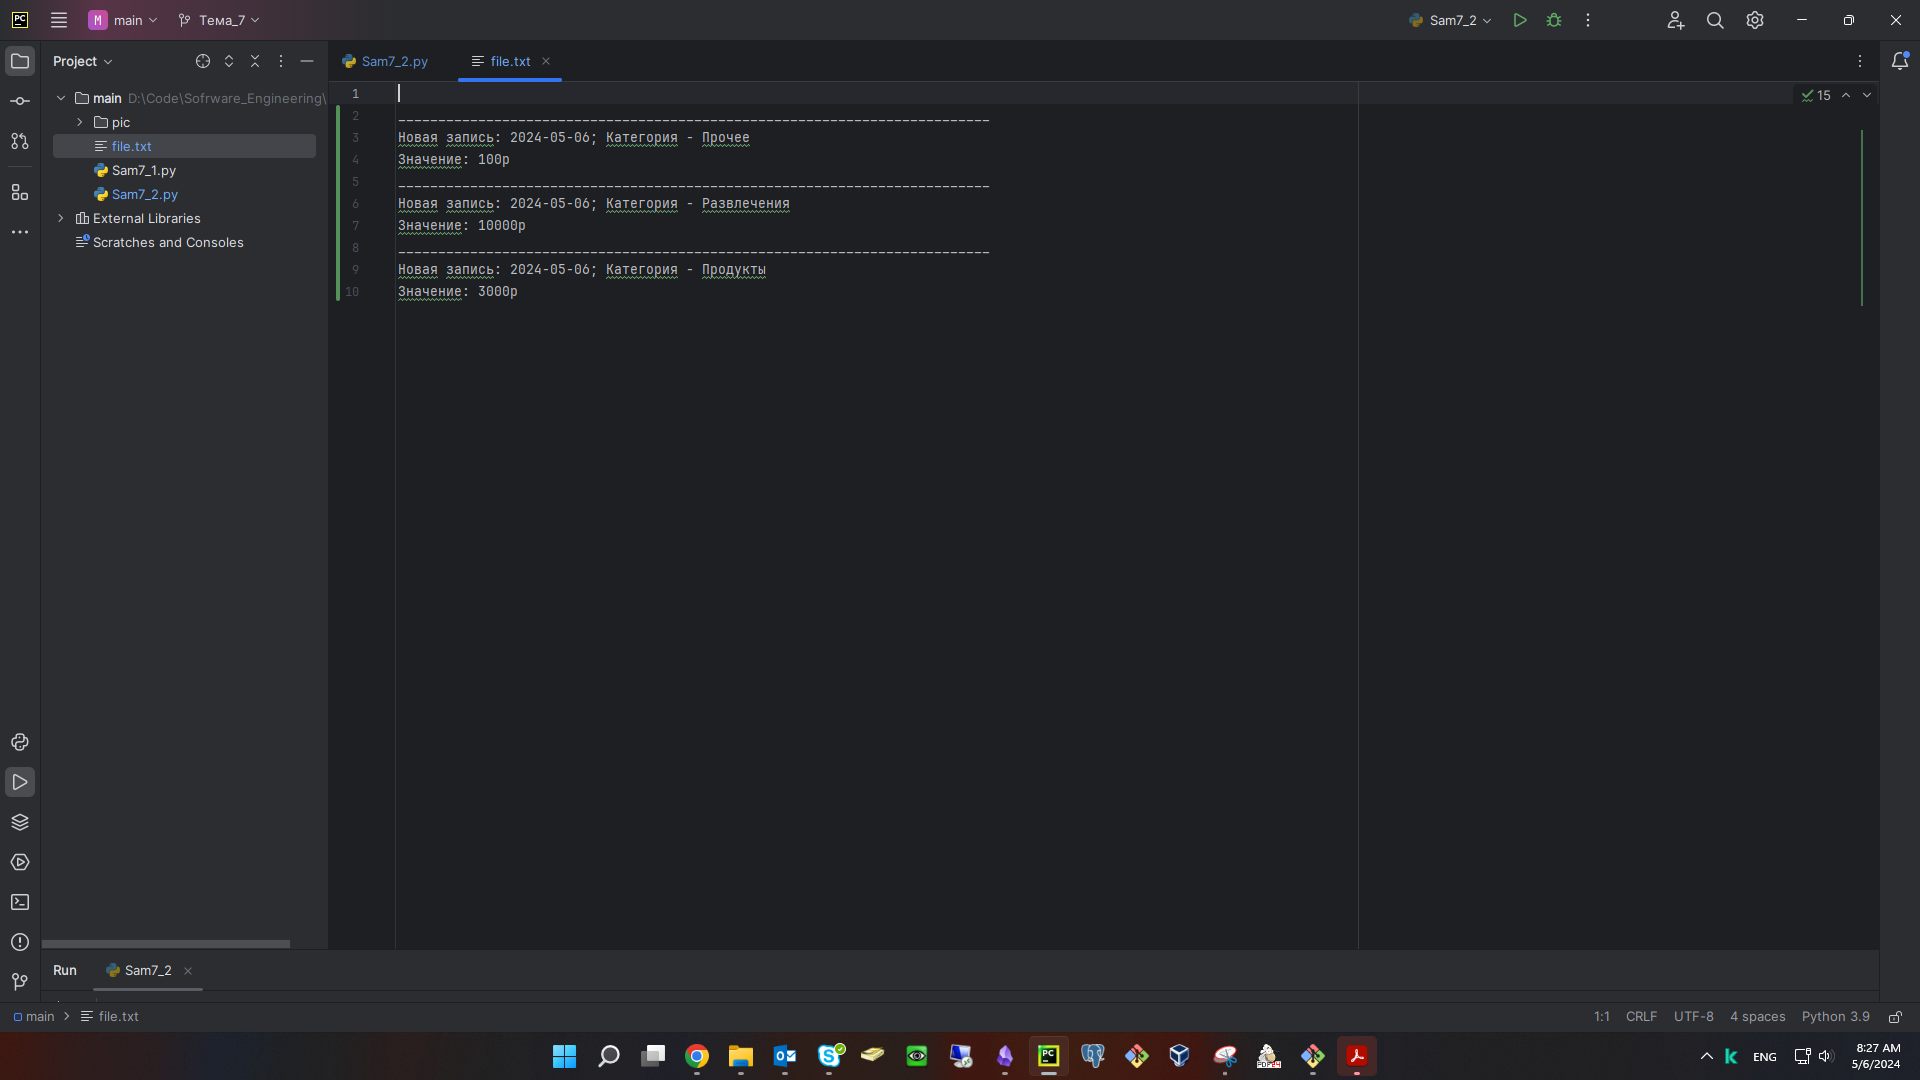 PC M main Тема_7 Sam7_2
Project Sam7_2.py file.txt
main D:\Code\Sofrware_Engineering\
pic
file.txt
Sam7_1.py
Sam7_2.py
External Libraries
Scratches and Consoles
1
2 __________________________________________________________________________
3 Новая запись: 2024-05-06; Категория - Прочее
4 Значение: 100р
5 __________________________________________________________________________
6 Новая запись: 2024-05-06; Категория - Развлечения
7 Значение: 10000р
8 __________________________________________________________________________
9 Новая запись: 2024-05-06; Категория - Продукты
10 Значение: 3000р
15
Run Sam7_2
main file.txt 1:1 CRLF UTF-8 4 spaces Python 3.9
ENG 8:27 AM
5/6/2024